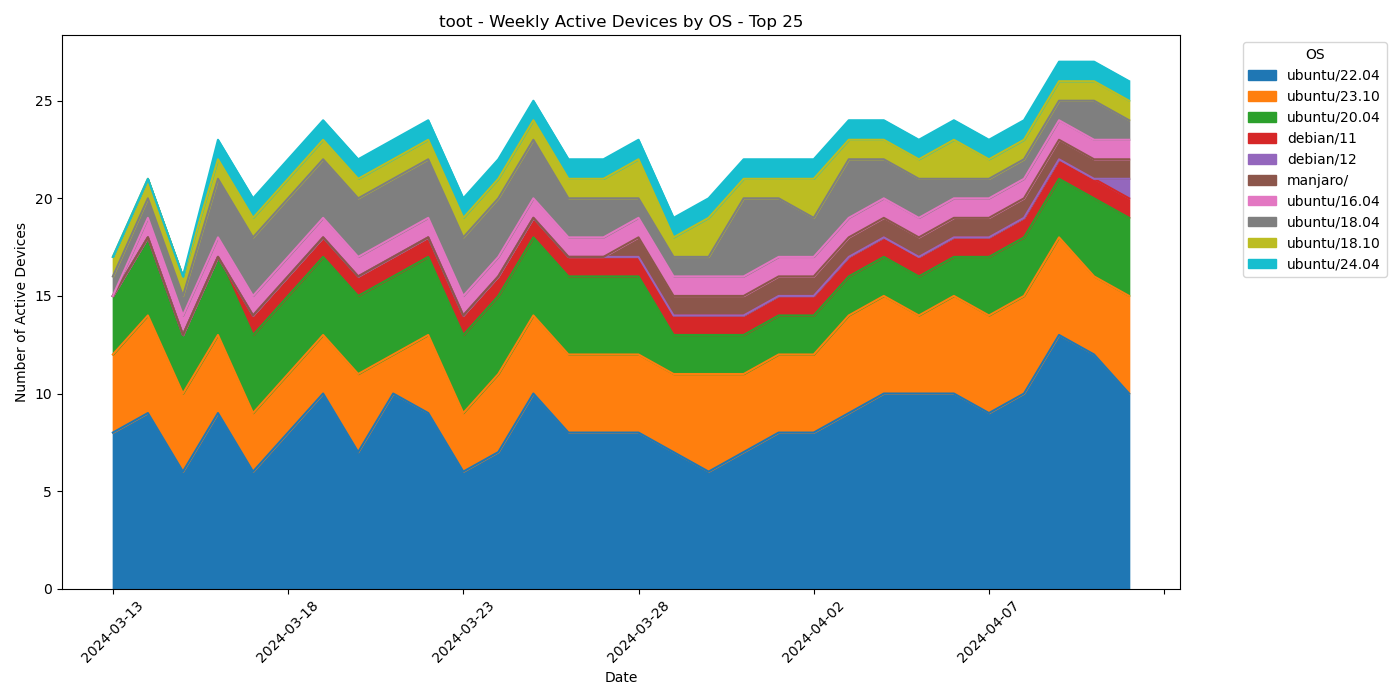 toot - Weekly Active Devices by OS - Top 25
Number of Active Devices
25
20
15
10
5
0
2024-03-13
2024-03-18
2024-03-23
2024-03-28
2024-04-02
2024-04-07
Date
OS
ubuntu/22.04
ubuntu/23.10
ubuntu/20.04
debian/11
debian/12
manjaro/
ubuntu/16.04
ubuntu/18.04
ubuntu/18.10
ubuntu/24.04